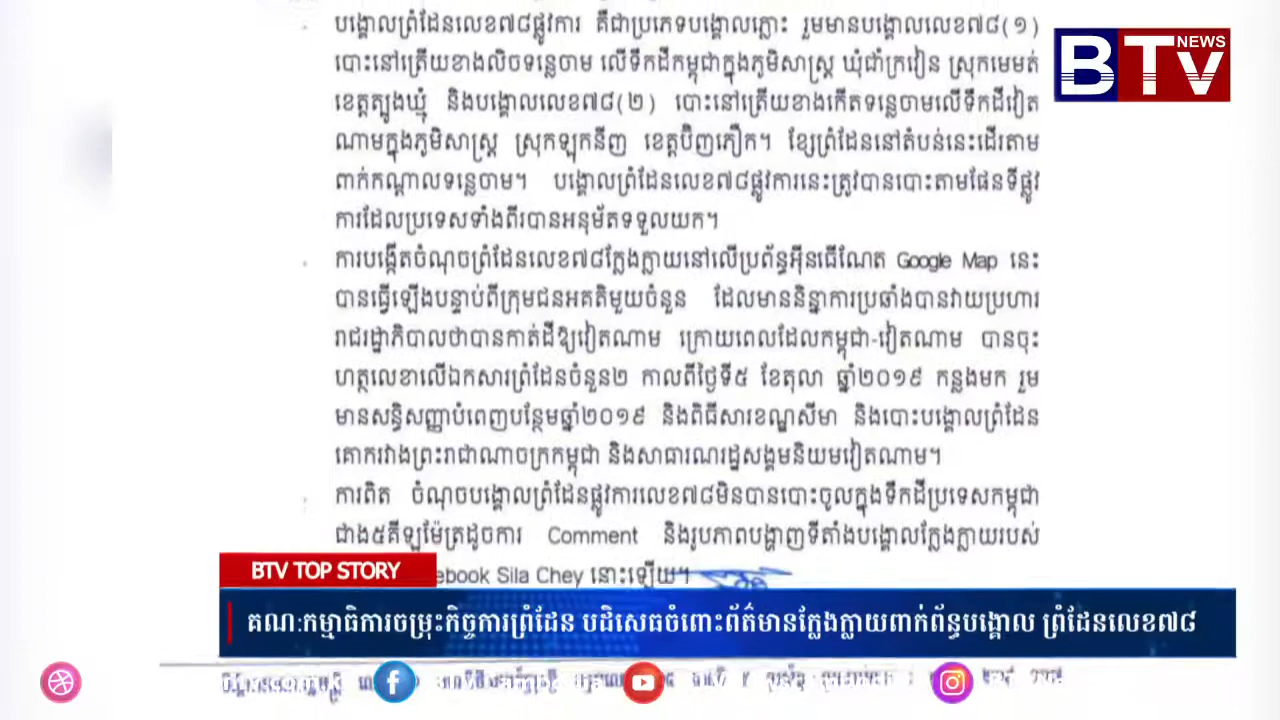 បង្គោលព្រំដែនលេខ៧៨ផ្លូវការ គឺជាប្រភេទបង្គោលភ្លោះ រួមមានបង្គោលលេខ៧៨(១)
បោះនៅត្រើយខាងលិចទន្លេចាម លើទឹកដីកម្ពុជាក្នុងភូមិសាស្រ្ត ឃុំជាំក្រវៀន ស្រុកមេមត់
ខេត្តត្បូងឃ្មុំ និងបង្គោលលេខ៧៨(២) បោះនៅត្រើយខាងកើតទន្លេចាមលើទឹកដីវៀត
ណាមក្នុងភូមិសាស្រ្ត ស្រុកឡុកនីញ ខេត្តប៊ិញភឿក។ ខ្សែព្រំដែននៅតំបន់នេះដើរតាម
ពាក់កណ្តាលទន្លេចាម។ បង្គោលព្រំដែនលេខ៧៨ផ្លូវការនេះត្រូវបានបោះតាមផែនទីផ្លូវ
ការដែលប្រទេសទាំងពីរបានអនុម័តទទួលយក។
ការបង្កើតចំណុចព្រំដែនលេខ៧៨ក្លែងក្លាយនៅលើប្រព័ន្ធអ៊ីនធើណែត Google Map នេះ
បានធ្វើឡើងបន្ទាប់ពីក្រុមជនអគតិមួយចំនួន ដែលមាននិន្នាការប្រឆាំងបានវាយប្រហារ
រាជរដ្ឋាភិបាលថាបានកាត់ដីឱ្យវៀតណាម ក្រោយពេលដែលកម្ពុជា-វៀតណាម បានចុះ
ហត្ថលេខាលើឯកសារព្រំដែនចំនួន២ កាលពីថ្ងៃទី៥ ខែតុលា ឆ្នាំ២០១៩ កន្លងមក រួម
មានសន្ធិសញ្ញាបំពេញបន្ថែមឆ្នាំ២០១៩ និងពិធីសារខណ្ឌសីមា និងបោះបង្គោលព្រំដែន
គោករវាងព្រះរាជាណាចក្រកម្ពុជា និងសាធារណរដ្ឋសង្គមនិយមវៀតណាម។
ការពិត ចំណុចបង្គោលព្រំដែនផ្លូវការលេខ៧៨មិនបានបោះចូលក្នុងទឹកដីប្រទេសកម្ពុជា
ជាង៥គីឡូម៉ែត្រដូចការ Comment និងរូបភាពបង្ហាញទីតាំងបង្គោលក្លែងក្លាយរបស់
ebook Sila Chey នោះឡើយ។
BTV NEWS
BTV TOP STORY
គណៈកម្មាធិការចម្រុះកិច្ចការព្រំដែន បដិសេធចំពោះព័ត៌មានក្លែងក្លាយពាក់ព័ន្ធបង្គោល ព្រំដែនលេខ៧៨